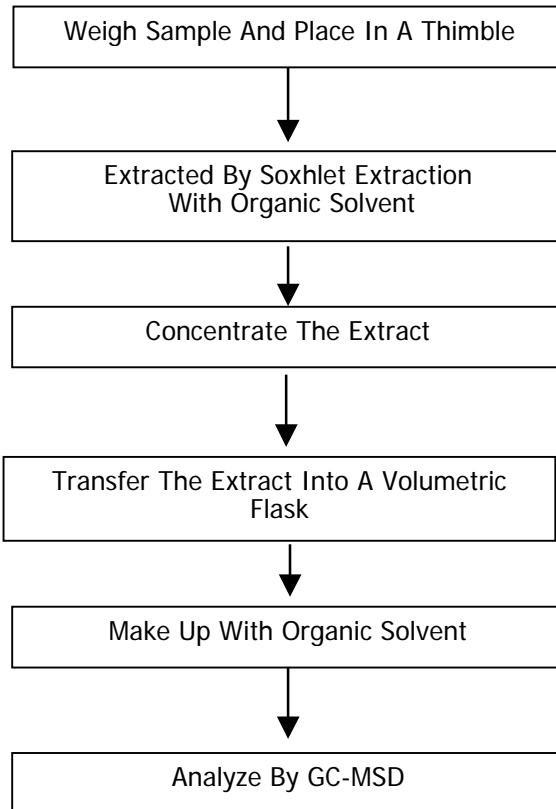 Weigh Sample And Place In A Thimble
Extracted By Soxhlet Extraction
With Organic Solvent
Concentrate The Extract
Transfer The Extract Into A Volumetric
Flask
Make Up With Organic Solvent
Analyze By GC-MSD